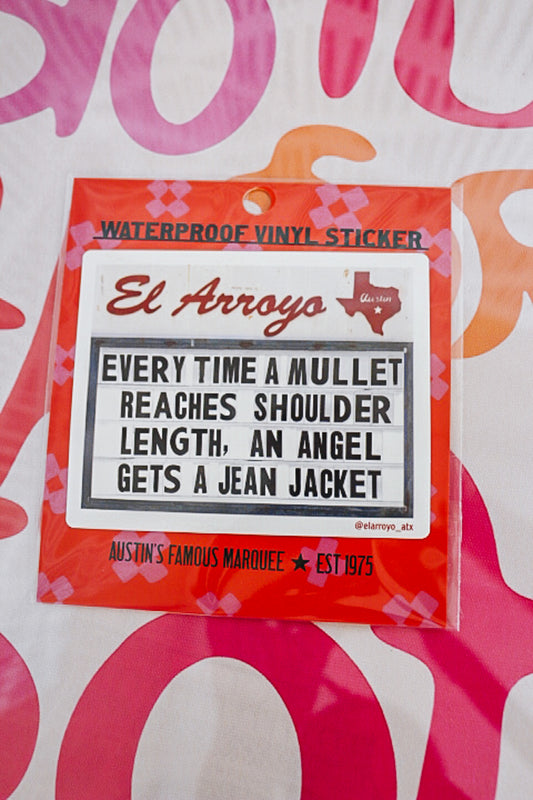 WATERPROOF VINYL STICKER
El Arroyo
Austin
EVERY TIME A MULLET
REACHES SHOULDER
LENGTH, AN ANGEL
GETS A JEAN JACKET
@elarroyo_atx
AUSTIN'S FAMOUS MARQUEE ★ EST 1975